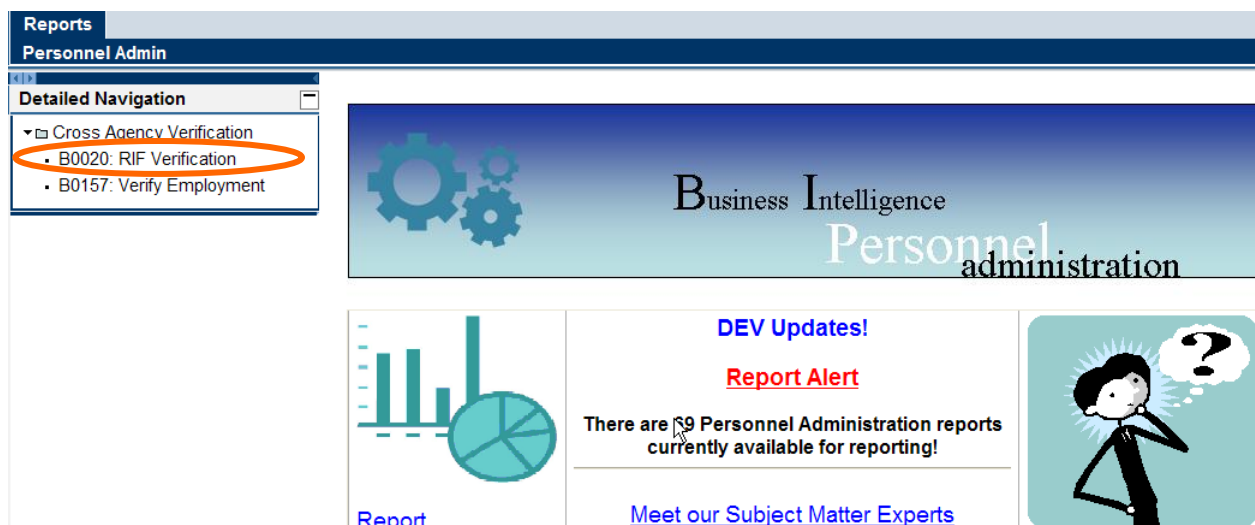 Reports
Personnel Admin
Detailed Navigation
Cross Agency Verification
B0020: RIF Verification
B0157: Verify Employment
Business Intelligence
Personnel
administration
DEV Updates!
Report Alert
There are 69 Personnel Administration reports
currently available for reporting!
Meet our Subject Matter Experts
Report
?